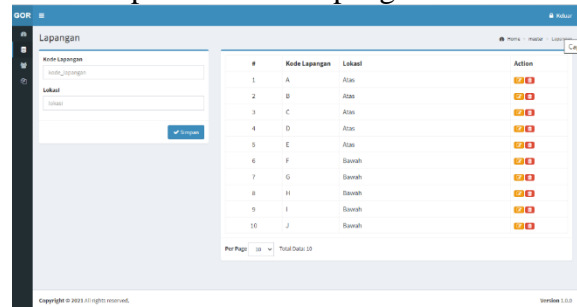 GOR
Keluar
Lapangan
Home
master
Kode Lapangan
kode_lapangan
Lokasi
lokasi
Simpan
# Kode Lapangan Lokasi Action
1 A Atas
2 B Atas
3 C Atas
4 D Atas
5 E Atas
6 F Bawah
7 G Bawah
8 H Bawah
9 I Bawah
10 J Bawah
Per Page 10 Total Data: 10
Copyright © 2021 All rights reserved.
Version 1.0.0